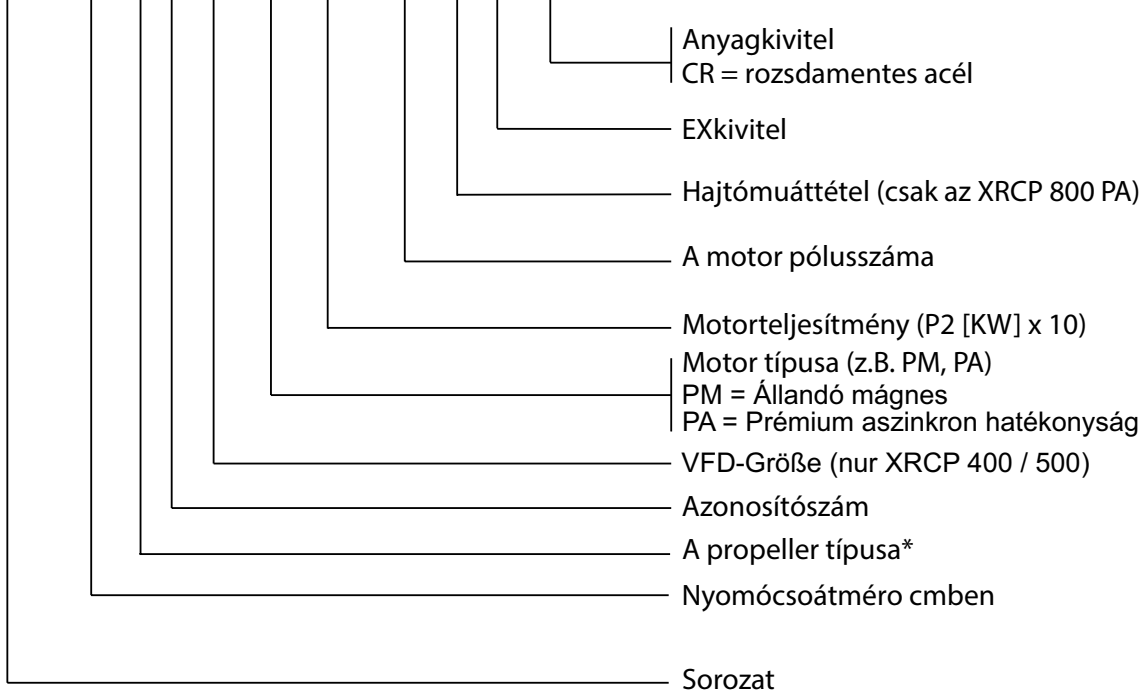 Anyagkivitel
CR = rozsdamentes acél
EXkivitel
Hajtómuáttétel (csak az XRCP 800 PA)
A motor pólusszáma
Motorteljesítmény (P2 [KW] x 10)
Motor típusa (z.B. PM, PA)
PM = Állandó mágnes
PA = Prémium aszinkron hatékonyság
VFD-Größe (nur XRCP 400 / 500)
Azonosítószám
A propeller típusa*
Nyomócsoátméro cmben
Sorozat